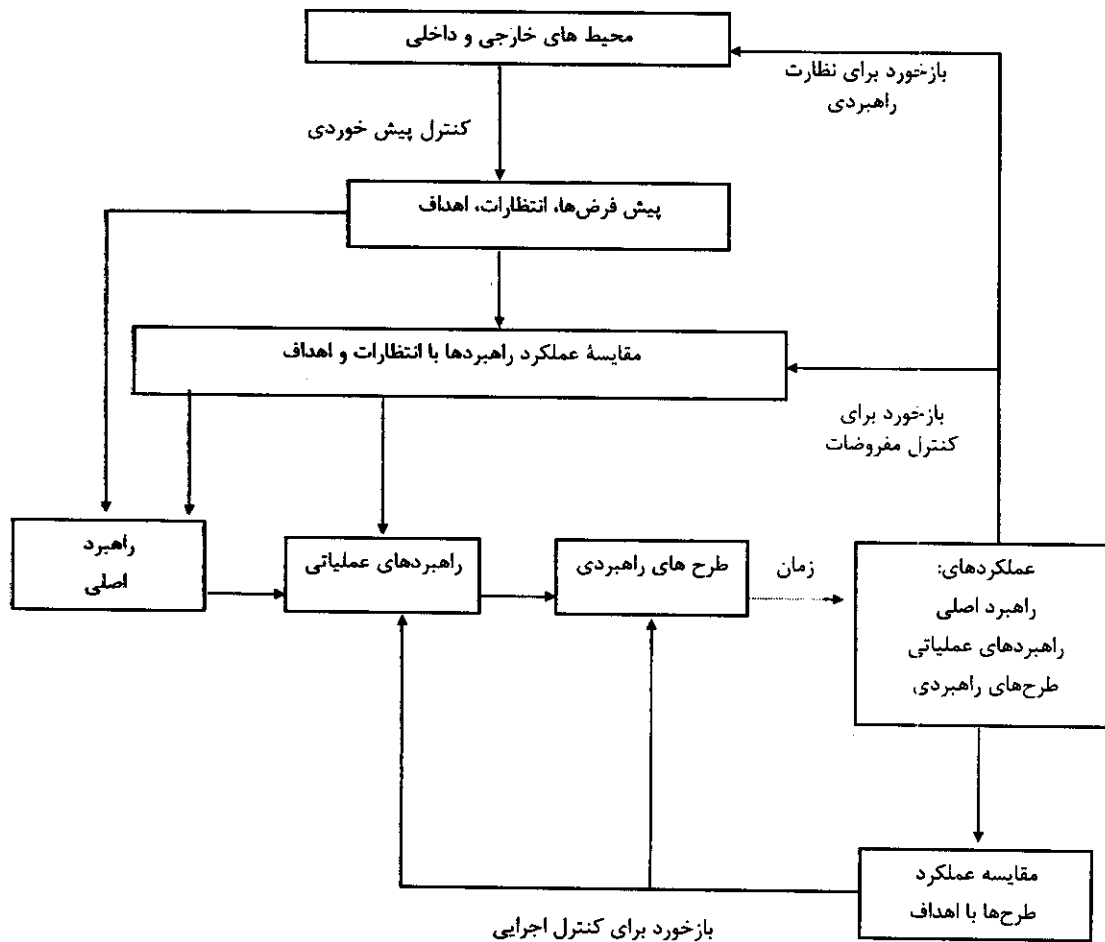 محیط های خارجی و داخلی
بازخورد برای نظارت
راهبردی
کنترل پیش خوردی
پیش فرض‌ها، انتظارات، اهداف
مقایسهٔ عملکرد راهبردها با انتظارات و اهداف
بازخورد برای
کنترل مفروضات
راهبرد
اصلی
راهبردهای عملیاتی
طرح های راهبردی
زمان
عملکردهای:
راهبرد اصلی
راهبردهای عملیاتی
طرح‌های راهبردی
مقایسه عملکرد
طرح‌ها با اهداف
بازخورد برای کنترل اجرایی